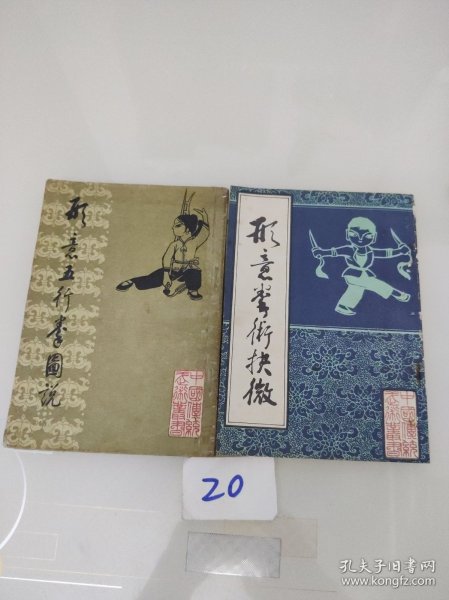 形意五行拳圖説
中國傳統
武術叢書
形意拳術抉微
中國傳統
武術叢書
20
孔夫子旧书网
www.kongfz.com